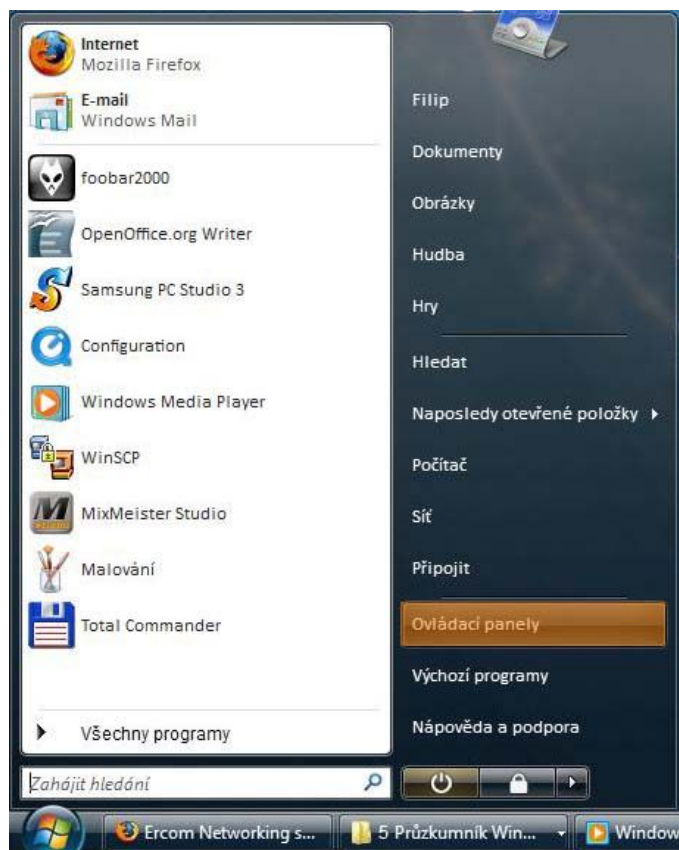 Internet
Mozilla Firefox
E-mail
Windows Mail
foobar2000
OpenOffice.org Writer
Samsung PC Studio 3
Configuration
Windows Media Player
WinSCP
MixMeister Studio
Malování
Total Commander
Všechny programy
Zahájit hledání
Filip
Dokumenty
Obrázky
Hudba
Hry
Hledat
Naposledy otevřené položky
Počítač
Síť
Připojit
Ovládací panely
Výchozí programy
Nápověda a podpora
Ercom Networking s...
5 Průzkumník Win...
Window